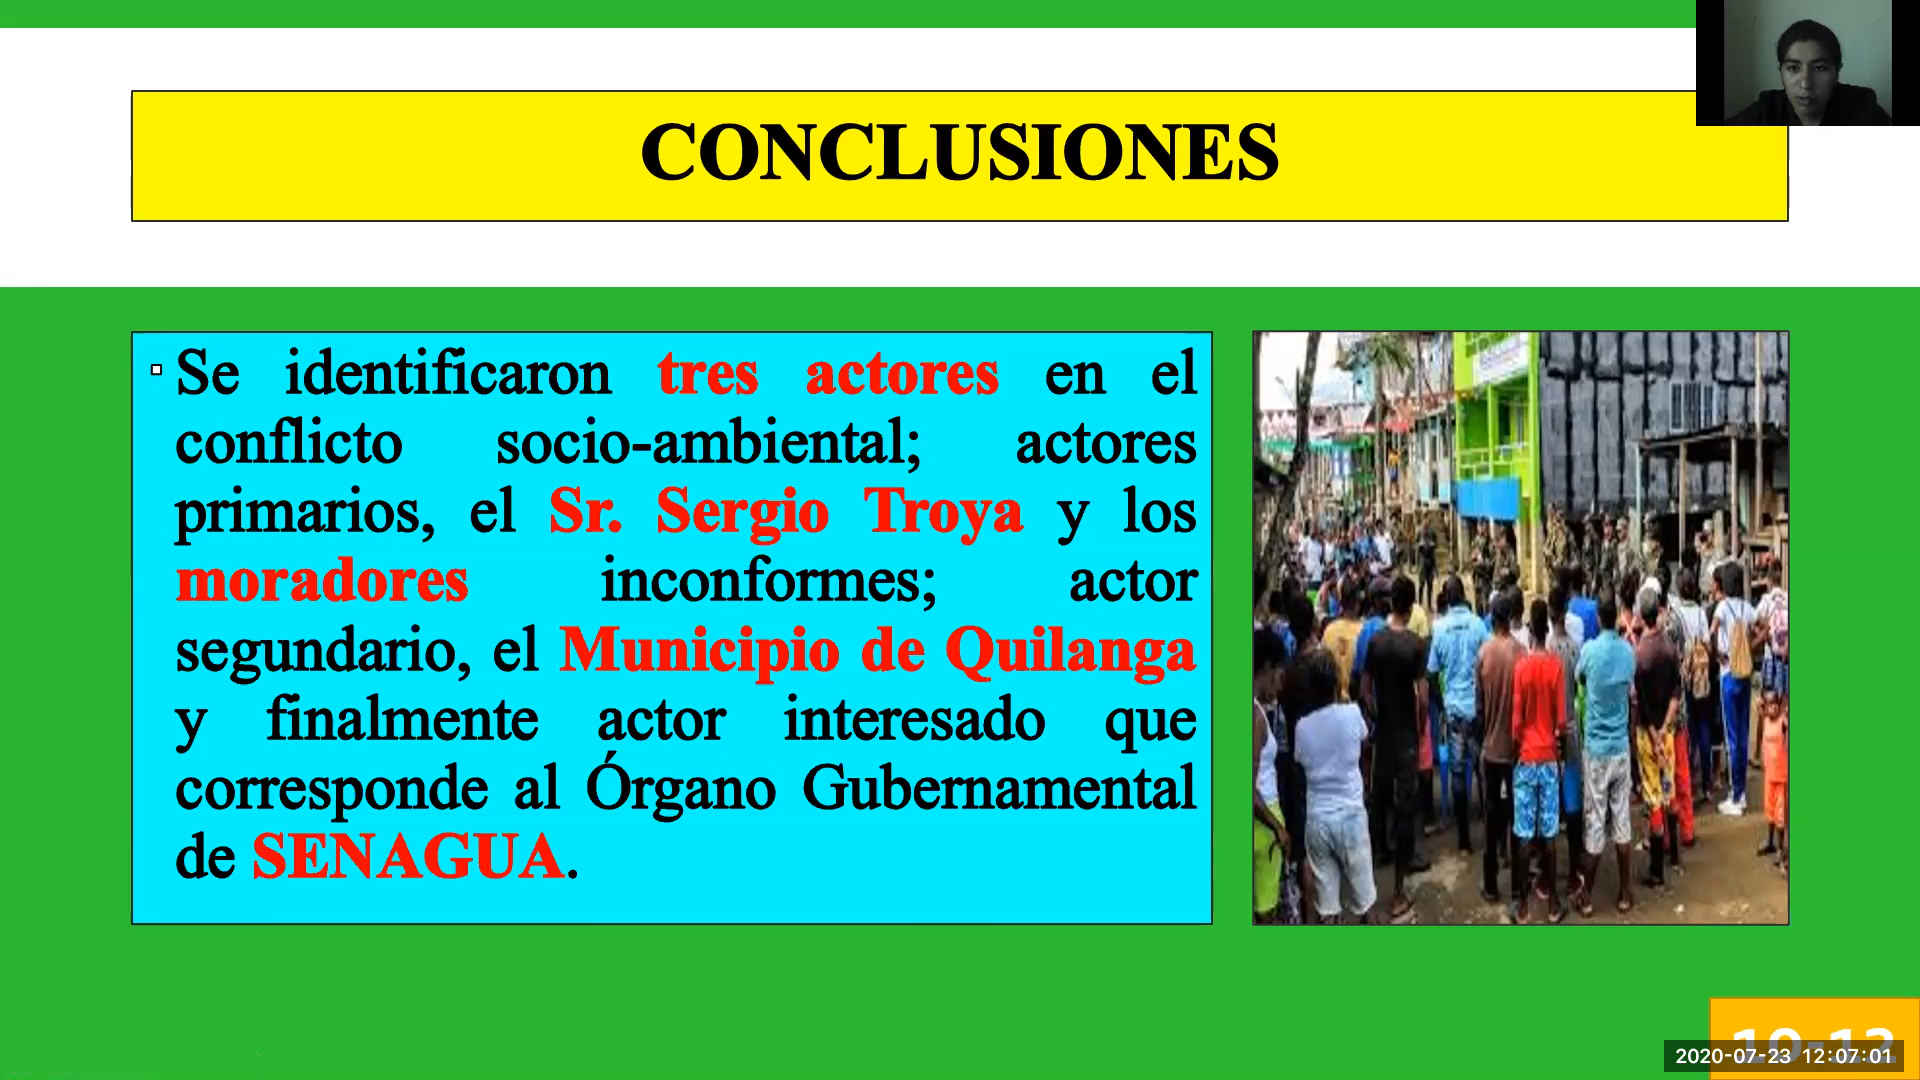 CONCLUSIONES
Se identificaron tres actores en el
conflicto socio-ambiental; actores
primarios, el Sr. Sergio Troya y los
moradores inconformes; actor
segundario, el Municipio de Quilanga
y finalmente actor interesado que
corresponde al Órgano Gubernamental
de SENAGUA.
10-12
2020-07-23 12:07:01